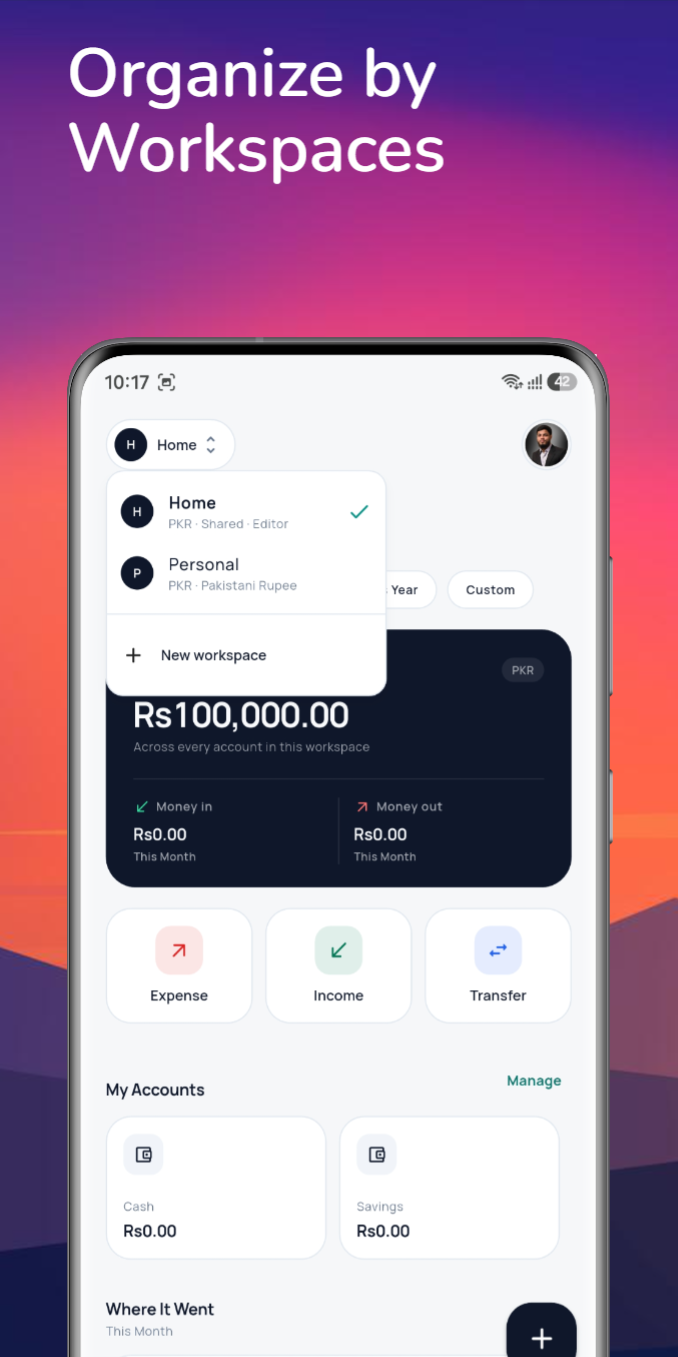 Organize by
Workspaces
10:17
42
H Home
H Home
PKR · Shared · Editor
P Personal
PKR · Pakistani Rupee
Year
Custom
New workspace
PKR
Rs100,000.00
Across every account in this workspace
Money in
Rs0.00
This Month
Money out
Rs0.00
This Month
Expense
Income
Transfer
My Accounts
Manage
Cash
Rs0.00
Savings
Rs0.00
Where It Went
This Month